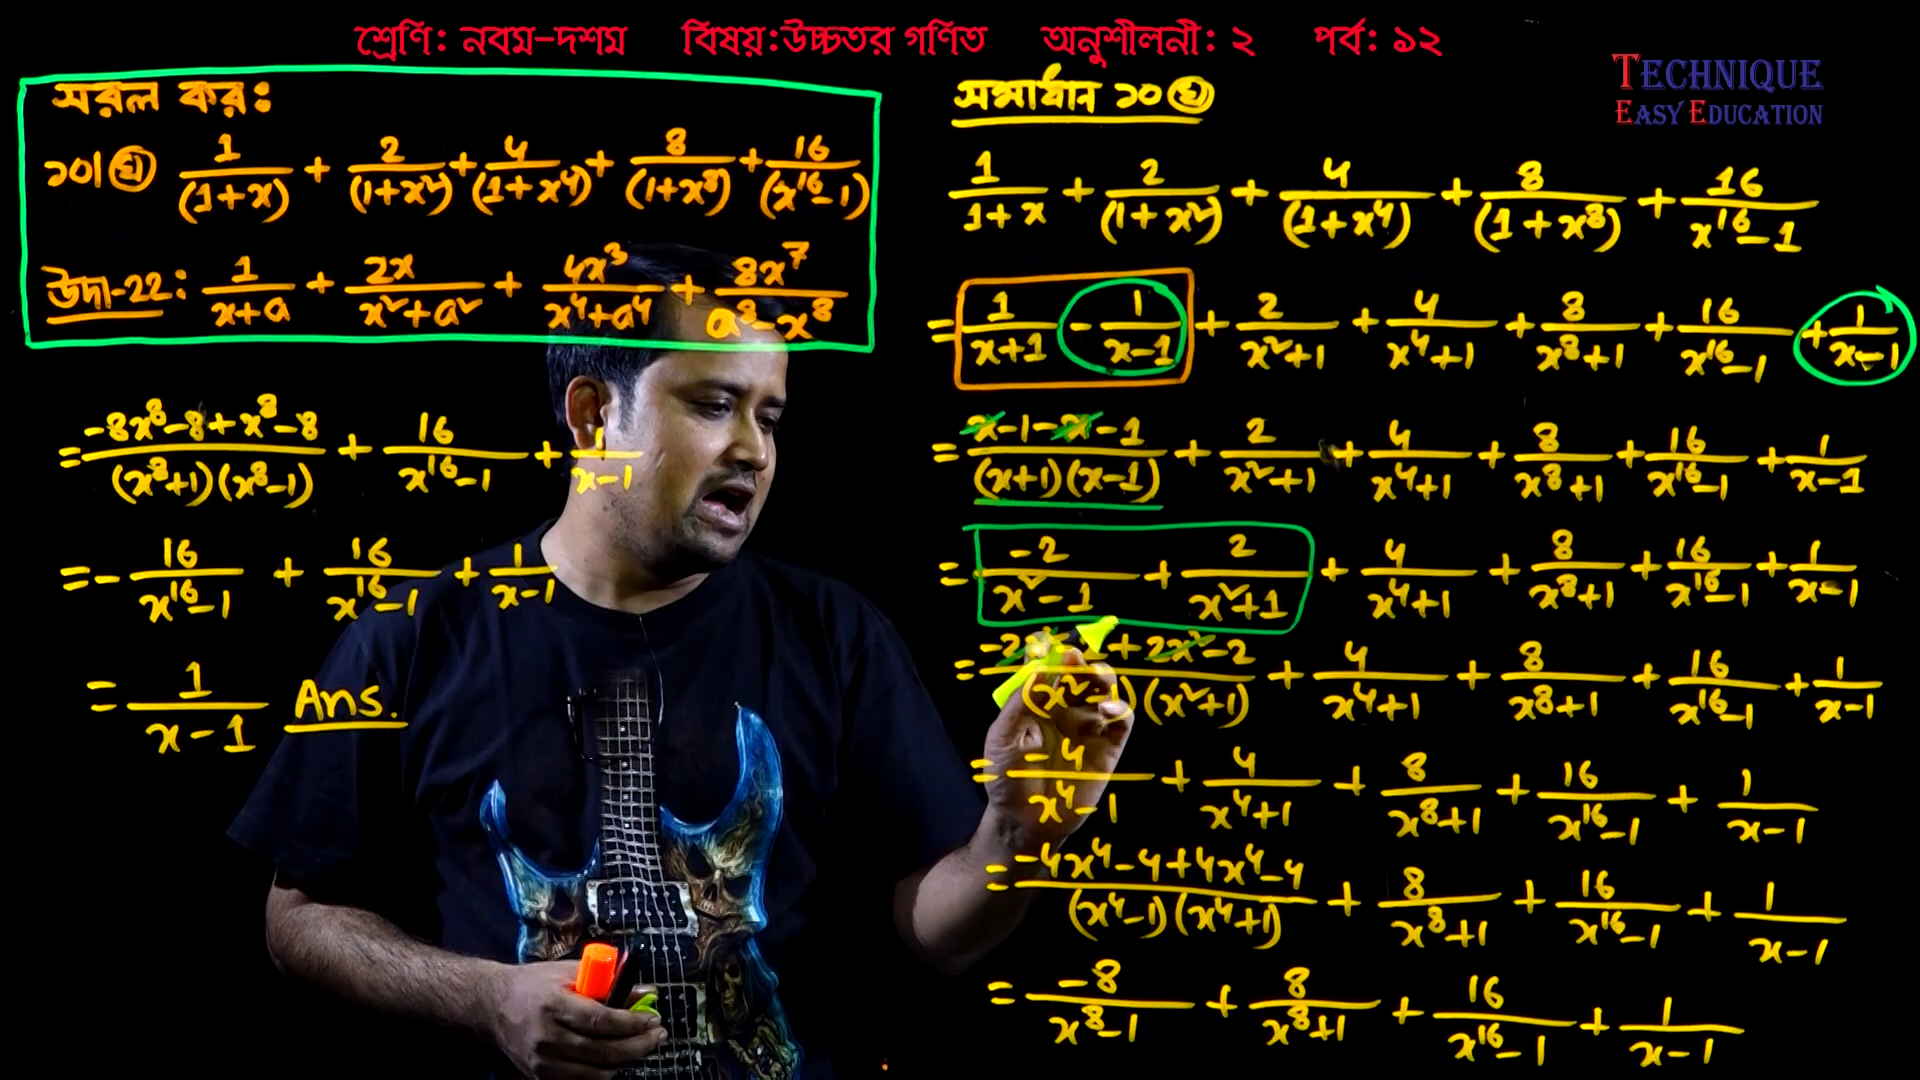 শ্রেণি: নবম-দশম বিষয়:উচ্চতর গণিত অনুশীলনী: ২ পর্ব: ১২
TECHNIQUE
EASY EDUCATION
সরল কর:
১০। ঘ 1/(1+x) + 2/(1+x²) + 4/(1+x⁴) + 8/(1+x⁸) + 16/(x¹⁶-1)
উদা-22: 1/(x+a) + 2x/(x²+a²) + 4x³/(x⁴+a⁴) + 8x⁷/(a⁸-x⁸)
= (-8x⁸-8+x⁸-8)/((x⁸+1)(x⁸-1)) + 16/(x¹⁶-1) + 1/(x-1)
= - 16/(x¹⁶-1) + 16/(x¹⁶-1) + 1/(x-1)
= 1/(x-1) Ans.
সমাধান ১০ ঘ
1/(1+x) + 2/(1+x²) + 4/(1+x⁴) + 8/(1+x⁸) + 16/(x¹⁶-1)
= 1/(x+1) - 1/(x-1) + 2/(x²+1) + 4/(x⁴+1) + 8/(x⁸+1) + 16/(x¹⁶-1) + 1/(x-1)
= (x-1-x-1)/((x+1)(x-1)) + 2/(x²+1) + 4/(x⁴+1) + 8/(x⁸+1) + 16/(x¹⁶-1) + 1/(x-1)
= -2/(x²-1) + 2/(x²+1) + 4/(x⁴+1) + 8/(x⁸+1) + 16/(x¹⁶-1) + 1/(x-1)
= (-2x²-2+2x²-2)/((x²-1)(x²+1)) + 4/(x⁴+1) + 8/(x⁸+1) + 16/(x¹⁶-1) + 1/(x-1)
= -4/(x⁴-1) + 4/(x⁴+1) + 8/(x⁸+1) + 16/(x¹⁶-1) + 1/(x-1)
= (-4x⁴-4+4x⁴-4)/((x⁴-1)(x⁴+1)) + 8/(x⁸+1) + 16/(x¹⁶-1) + 1/(x-1)
= -8/(x⁸-1) + 8/(x⁸+1) + 16/(x¹⁶-1) + 1/(x-1)